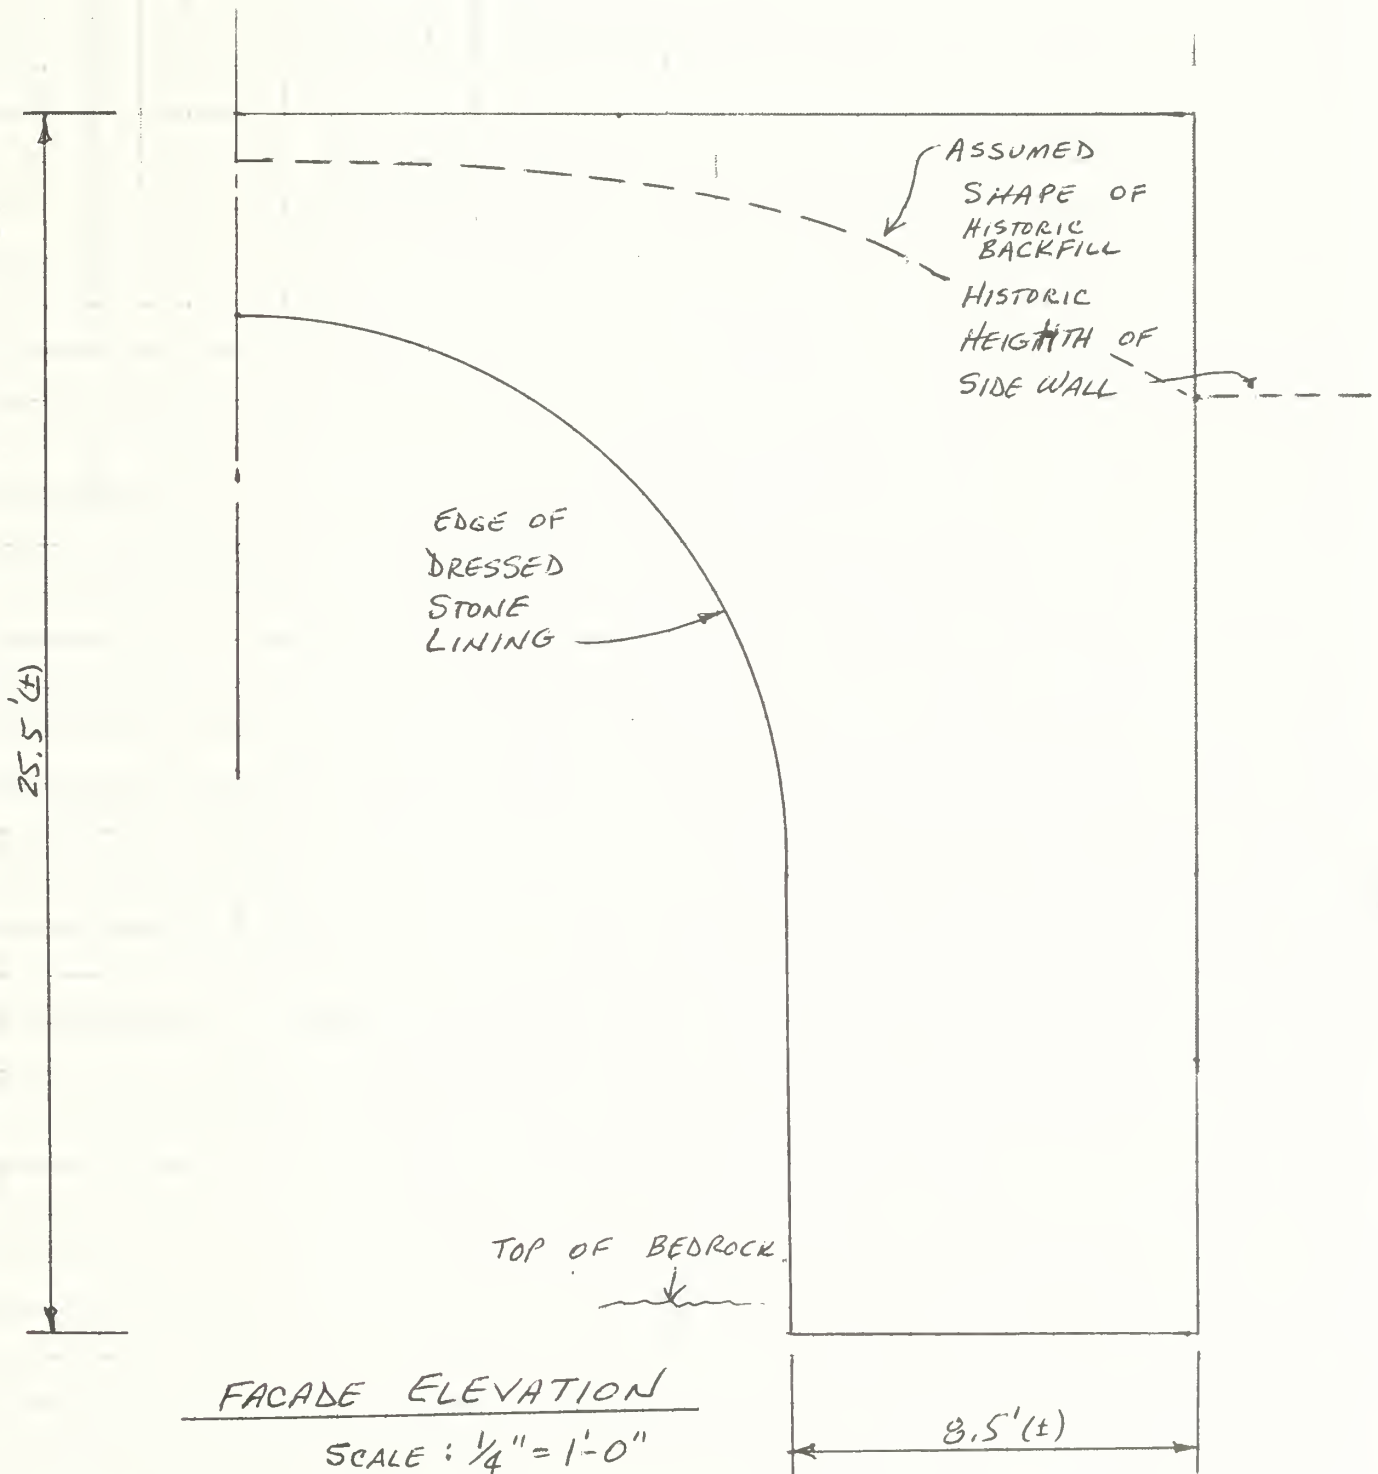 ASSUMED
SHAPE OF
HISTORIC
BACKFILL
HISTORIC
HEIGHTH OF
SIDE WALL
EDGE OF
DRESSED
STONE
LINING
25.5'(±)
TOP OF BEDROCK
FACADE ELEVATION
SCALE: 1/4" = 1'-0"
8.5'(±)